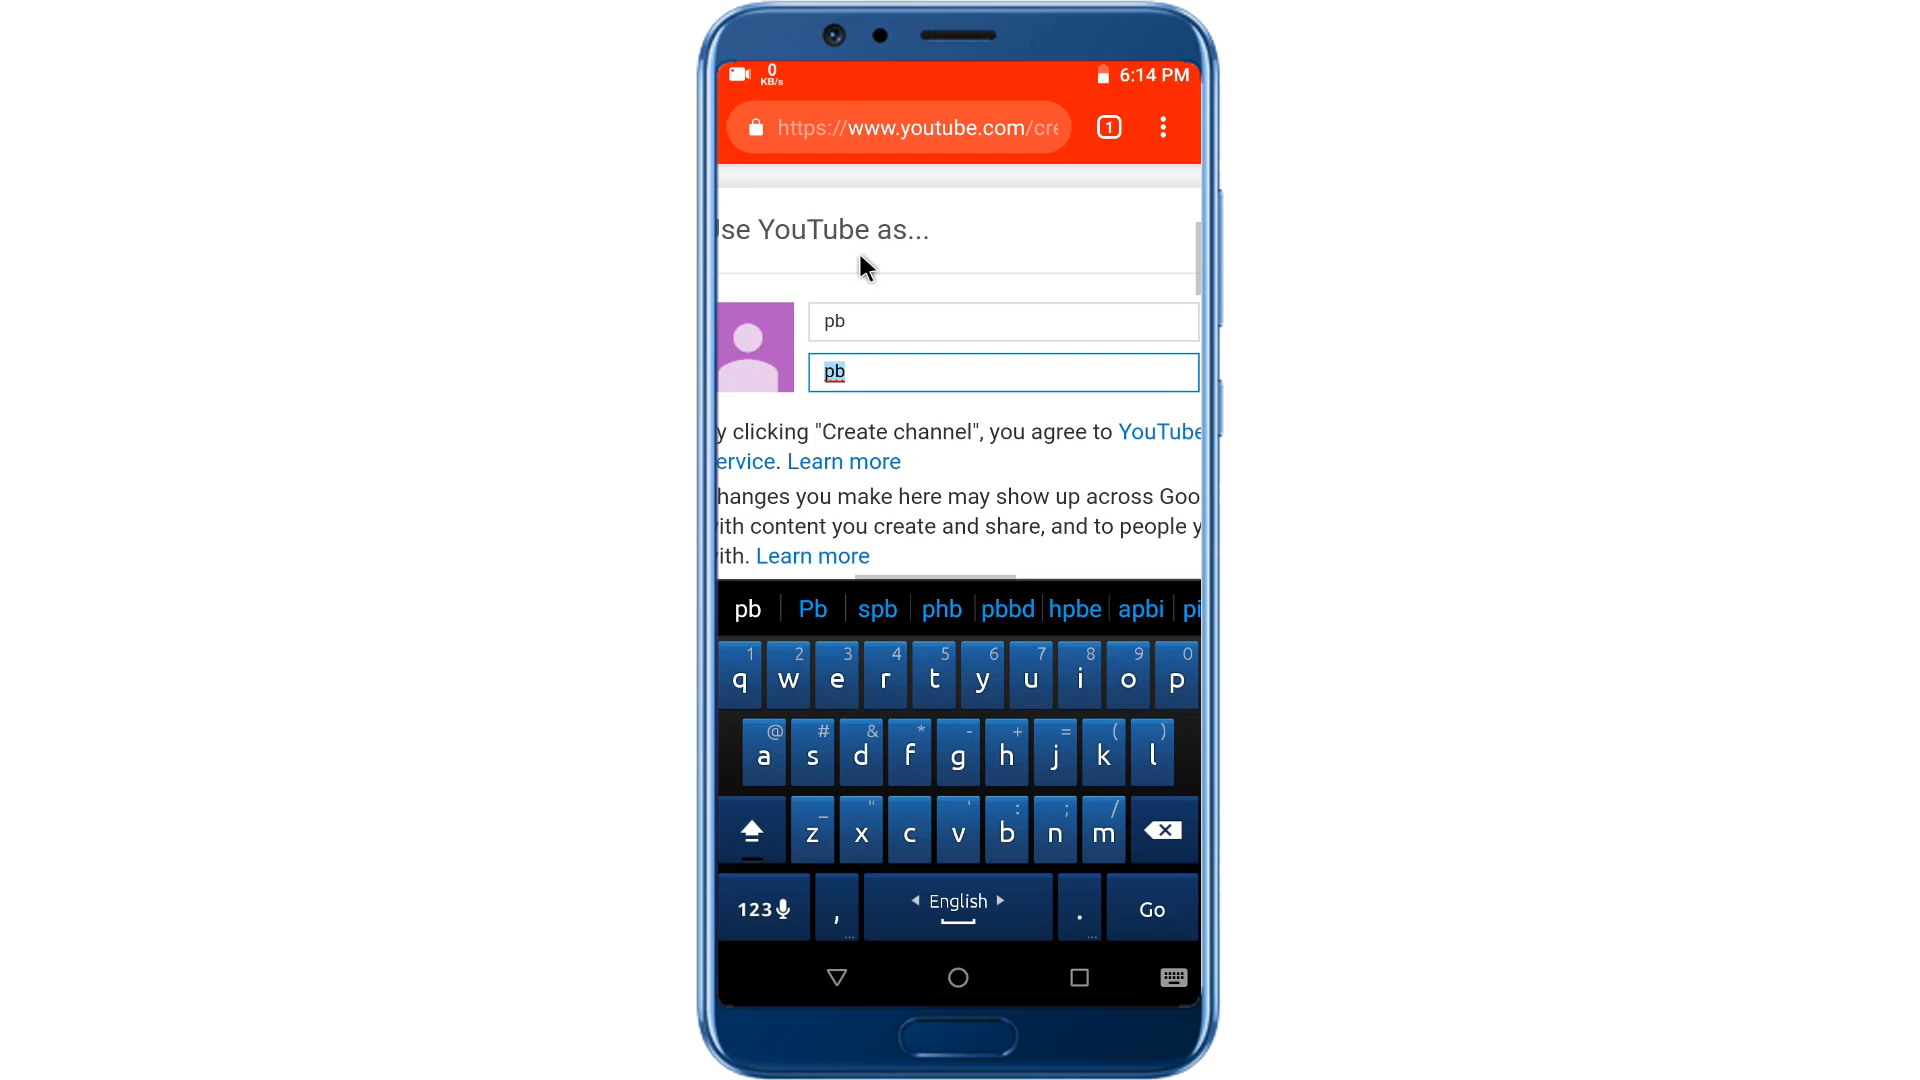 0
KB/s
6:14 PM
https://www.youtube.com/cre
1
Use YouTube as...
pb
pb
y clicking "Create channel", you agree to YouTube
ervice. Learn more
hanges you make here may show up across Goo
ith content you create and share, and to people y
ith. Learn more
pb Pb spb phb pbbd hpbe apbi pi
1 2 3 4 5 6 7 8 9 0
q w e r t y u i o p
@ # & * - + = ( )
a s d f g h j k l
_ " ' : ; /
z x c v b n m
123 , English . Go
... ...